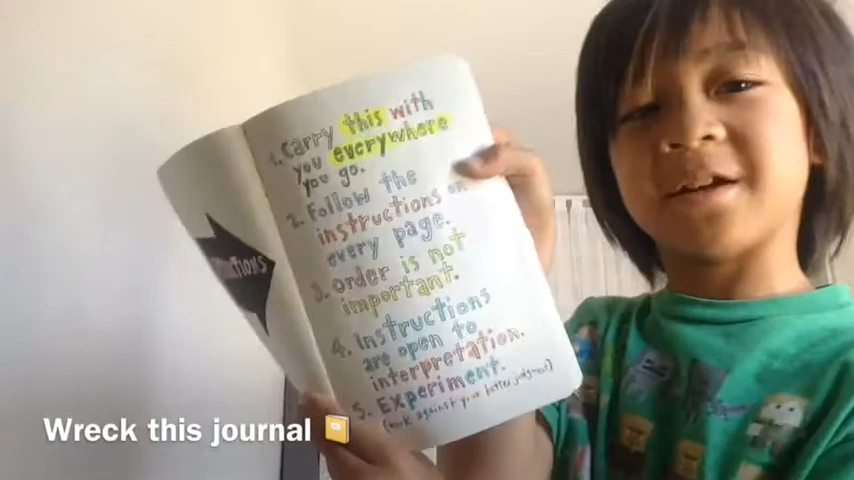 1. Carry this with
you everywhere
you go.
2. Follow the
instructions on
every page.
3. Order is not
important.
4. Instructions
are open to
interpretation.
5. Experiment.
(work against your better judgment)
Wreck this journal